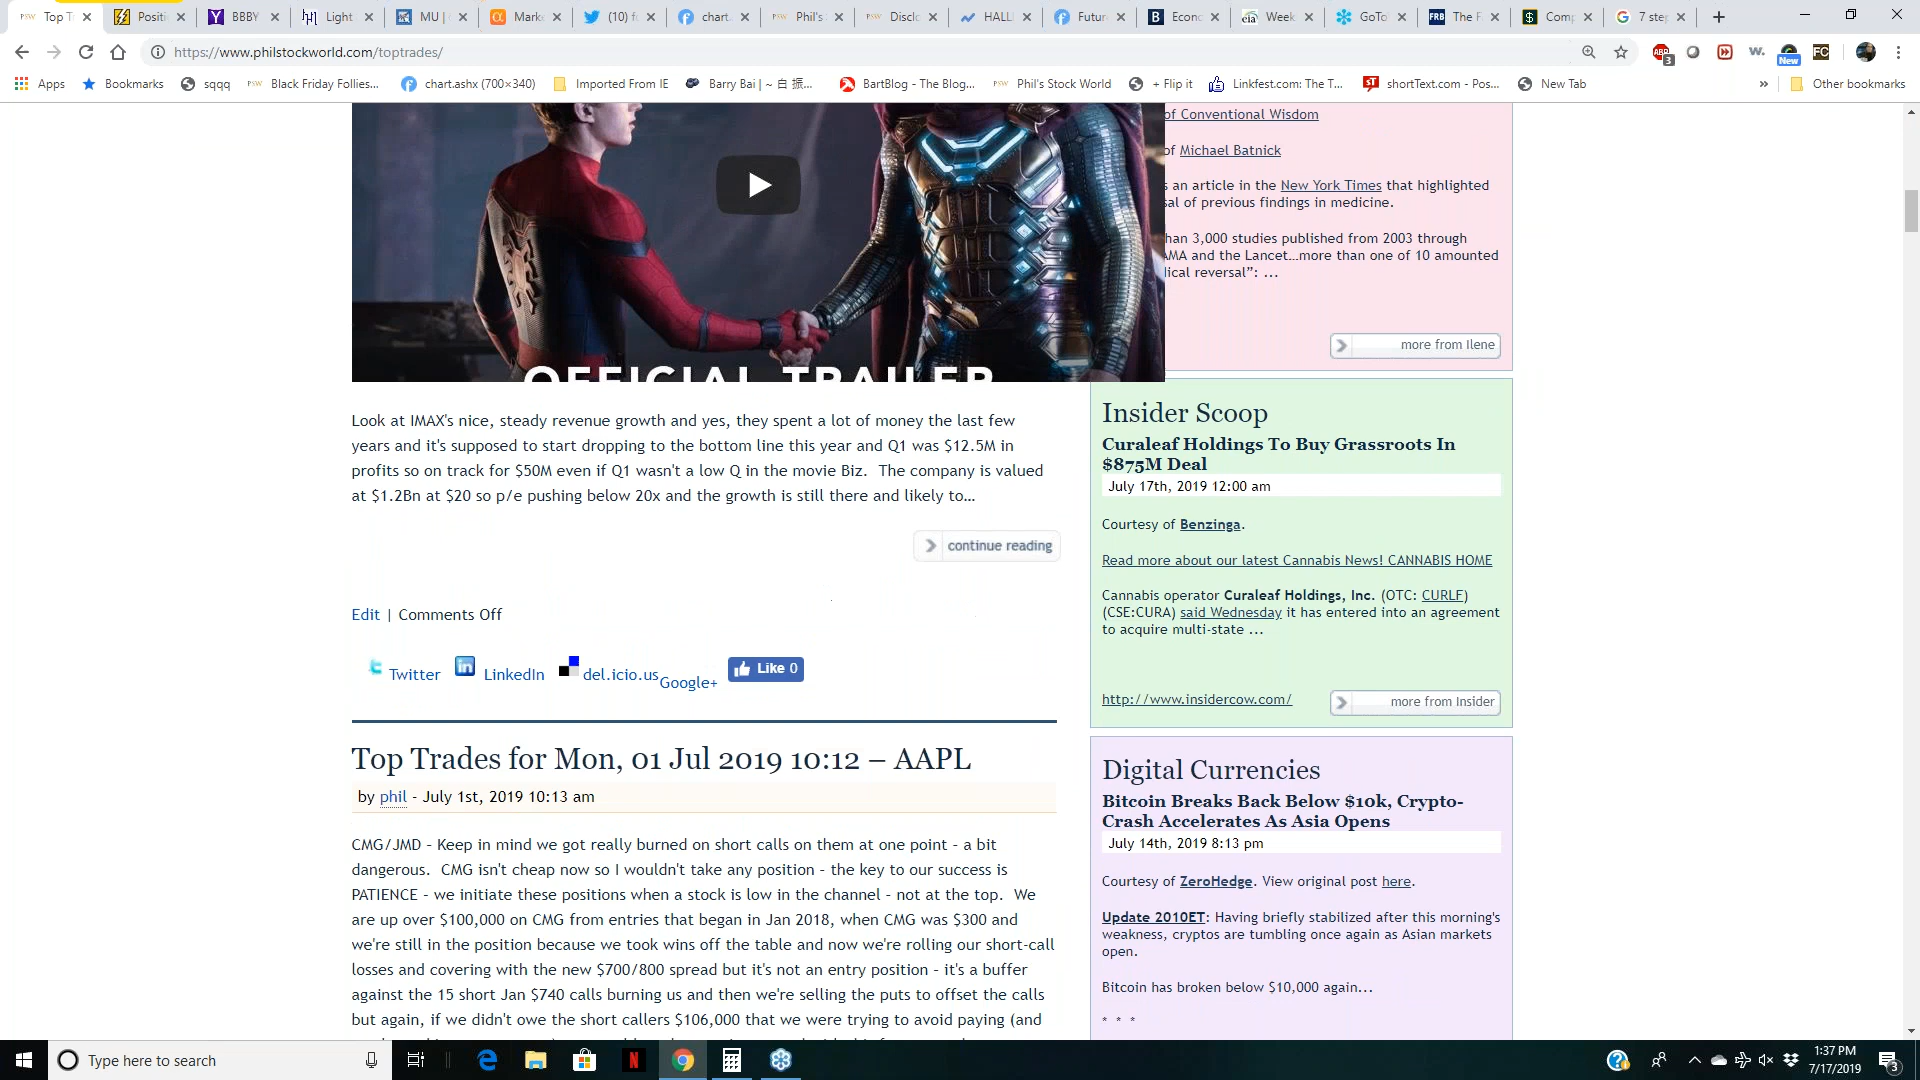 Top T
Positi
BBBY
Light
MU | (
Mark
(10) f
chart.
Phil's
Discl
HALL
Futur
Econ
Week
GoTo
The F
Comp
7 step
https://www.philstockworld.com/toptrades/
Apps
Bookmarks
sqqq
Black Friday Follies...
chart.ashx (700×340)
Imported From IE
Barry Bai | ~ 白 振...
BartBlog - The Blog...
Phil's Stock World
+ Flip it
Linkfest.com: The T...
shortText.com - Pos...
New Tab
Other bookmarks
OFFICIAL TRAILER
Look at IMAX's nice, steady revenue growth and yes, they spent a lot of money the last few
years and it's supposed to start dropping to the bottom line this year and Q1 was $12.5M in
profits so on track for $50M even if Q1 wasn't a low Q in the movie Biz.  The company is valued
at $1.2Bn at $20 so p/e pushing below 20x and the growth is still there and likely to…
continue reading
Edit | Comments Off
Twitter LinkedIn del.icio.us Google+ Like 0
Top Trades for Mon, 01 Jul 2019 10:12 – AAPL
by phil - July 1st, 2019 10:13 am
CMG/JMD - Keep in mind we got really burned on short calls on them at one point - a bit
dangerous.  CMG isn't cheap now so I wouldn't take any position - the key to our success is
PATIENCE - we initiate these positions when a stock is low in the channel - not at the top.  We
are up over $100,000 on CMG from entries that began in Jan 2018, when CMG was $300 and
we're still in the position because we took wins off the table and now we're rolling our short-call
losses and covering with the new $700/800 spread but it's not an entry position - it's a buffer
against the 15 short Jan $740 calls burning us and then we're selling the puts to offset the calls
but again, if we didn't owe the short callers $106,000 that we were trying to avoid paying (and
of Conventional Wisdom
of Michael Batnick
s an article in the New York Times that highlighted
sal of previous findings in medicine.
han 3,000 studies published from 2003 through
AMA and the Lancet…more than one of 10 amounted
lical reversal”: ...
more from Ilene
Insider Scoop
Curaleaf Holdings To Buy Grassroots In
$875M Deal
July 17th, 2019 12:00 am
Courtesy of Benzinga.
Read more about our latest Cannabis News! CANNABIS HOME
Cannabis operator Curaleaf Holdings, Inc. (OTC: CURLF)
(CSE:CURA) said Wednesday it has entered into an agreement
to acquire multi-state ...
http://www.insidercow.com/
more from Insider
Digital Currencies
Bitcoin Breaks Back Below $10k, Crypto-
Crash Accelerates As Asia Opens
July 14th, 2019 8:13 pm
Courtesy of ZeroHedge. View original post here.
Update 2010ET: Having briefly stabilized after this morning's
weakness, cryptos are tumbling once again as Asian markets
open.
Bitcoin has broken below $10,000 again...
* * *
Type here to search
1:37 PM
7/17/2019
3